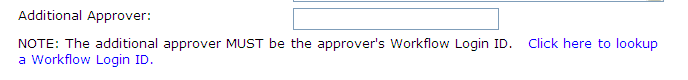 Additional Approver:
NOTE: The additional approver MUST be the approver's Workflow Login ID. Click here to lookup
a Workflow Login ID.